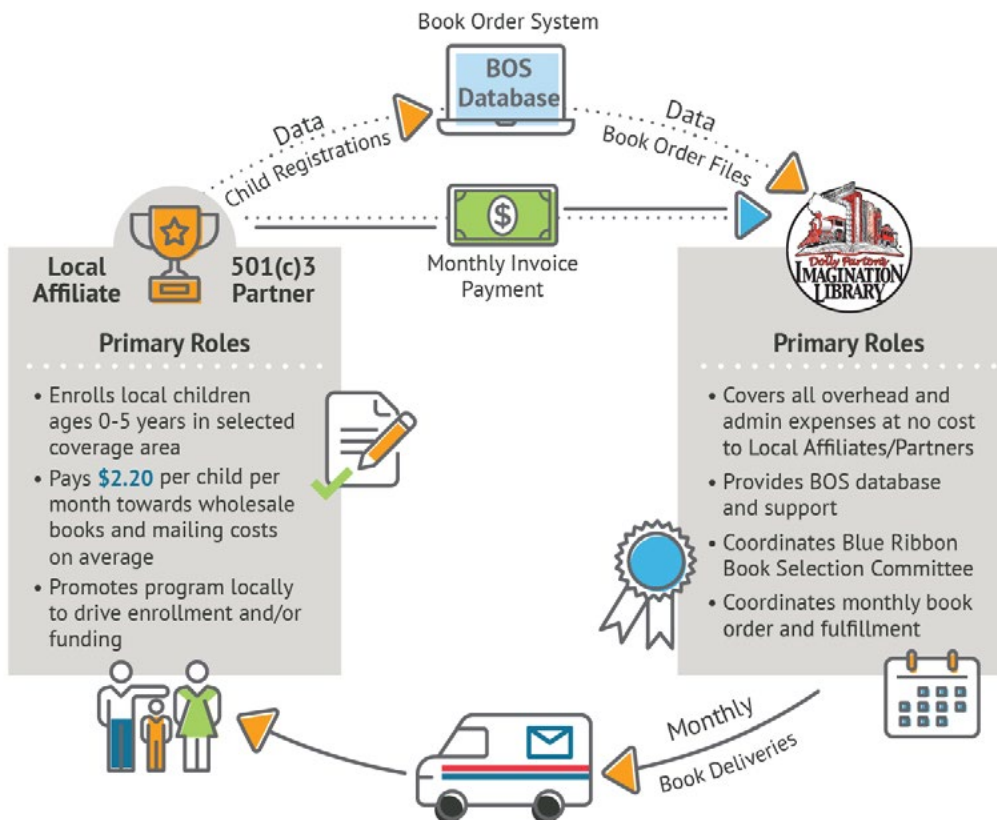 Book Order System
BOS
Database
Data
Child Registrations
Data
Book Order Files
$
Monthly Invoice
Payment
Local
Affiliate
501(c)3
Partner
Primary Roles
• Enrolls local children
ages 0-5 years in selected
coverage area
• Pays $2.20 per child per
month towards wholesale
books and mailing costs
on average
• Promotes program locally
to drive enrollment and/or
funding
Dolly Parton's
IMAGINATION
LIBRARY
Primary Roles
• Covers all overhead and
admin expenses at no cost
to Local Affiliates/Partners
• Provides BOS database
and support
• Coordinates Blue Ribbon
Book Selection Committee
• Coordinates monthly book
order and fulfillment
Monthly
Book Deliveries